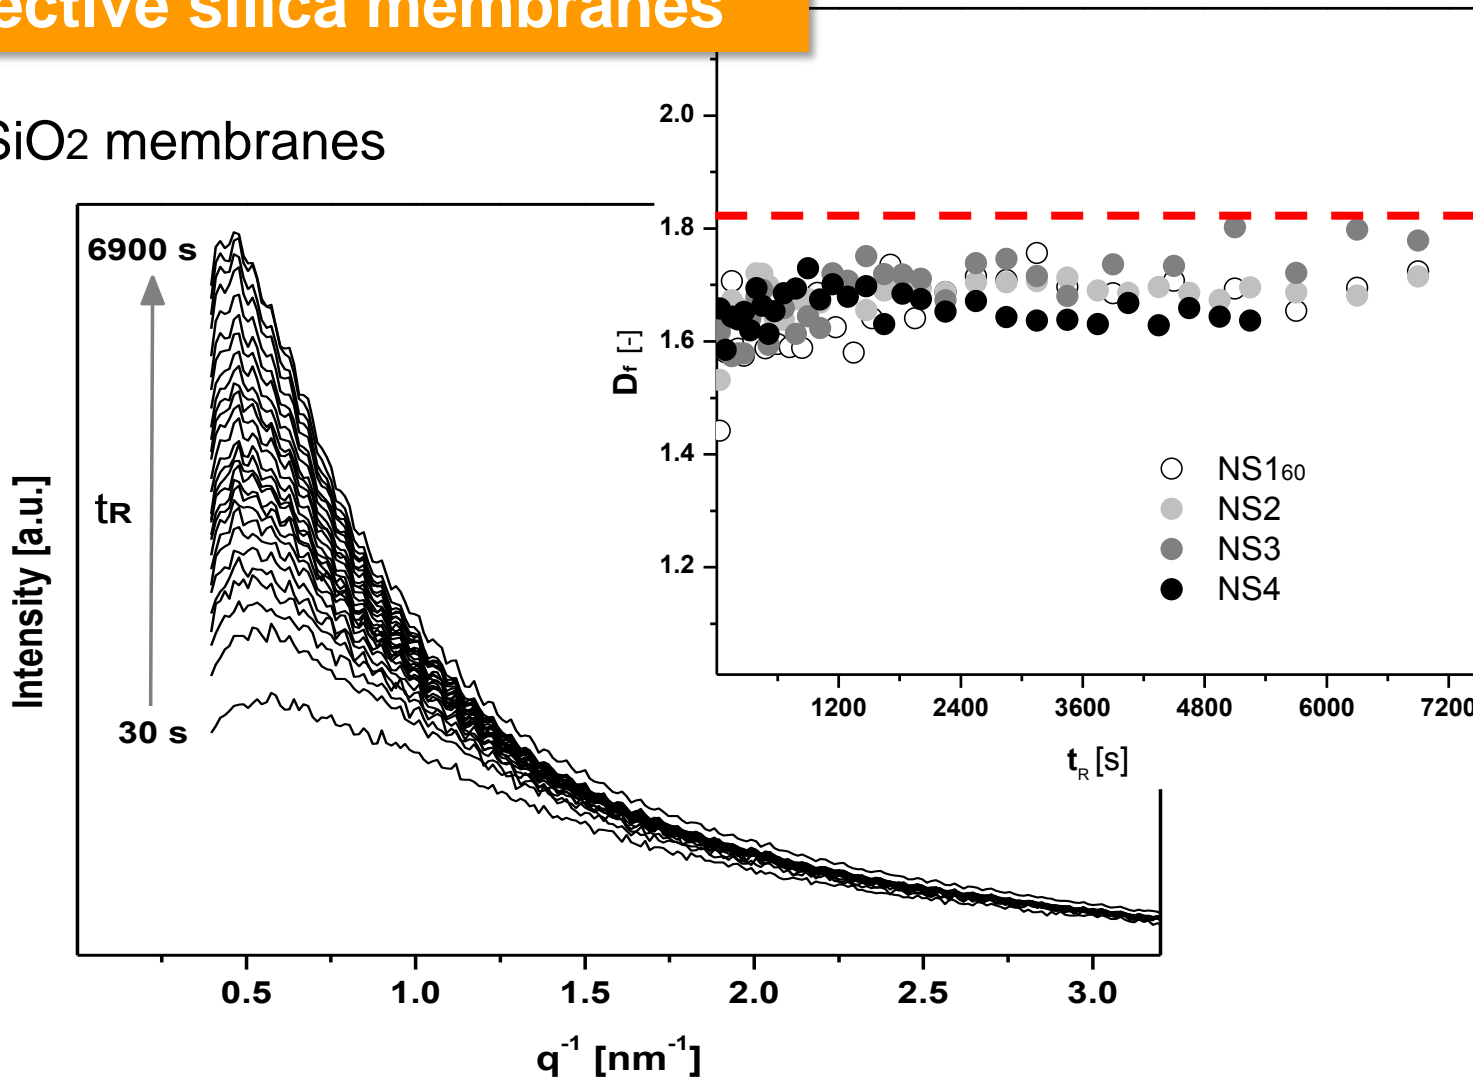 ective silica membranes
SiO2 membranes
6900 s
tR
30 s
Intensity [a.u.]
0.5 1.0 1.5 2.0 2.5 3.0
q-1 [nm-1]
2.0
1.8
1.6
1.4
1.2
Df [-]
NS160
NS2
NS3
NS4
1200 2400 3600 4800 6000 7200
tR [s]